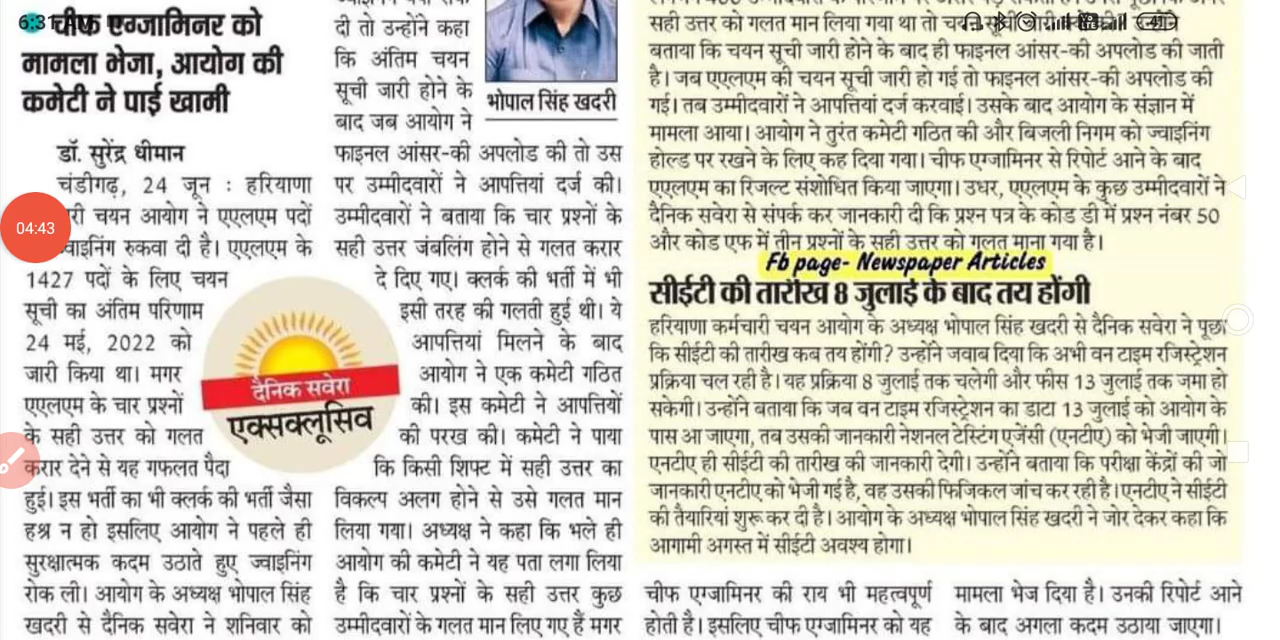 6:31 AM
चीफ एग्जामिनर को
मामला भेजा, आयोग की
कमेटी ने पाई खामी
डॉ. सुरेंद्र धीमान
चंडीगढ़, 24 जून : हरियाणा
04:43
चयन आयोग ने एएलएम पदों
रुकवा दी है। एएलएम के
1427 पदों के लिए चयन
सूची का अंतिम परिणाम
24 मई, 2022 को
जारी किया था। मगर
एएलएम के चार प्रश्नों
के सही उत्तर को गलत
करार देने से यह गफलत पैदा
हुई। इस भर्ती का भी क्लर्क की भर्ती जैसा
हश्र न हो इसलिए आयोग ने पहले ही
सुरक्षात्मक कदम उठाते हुए ज्वाइनिंग
रोक ली। आयोग के अध्यक्ष भोपाल सिंह
खदरी से दैनिक सवेरा ने शनिवार को
दैनिक सवेरा
एक्सक्लूसिव
दी तो उन्होंने कहा
कि अंतिम चयन
सूची जारी होने के
बाद जब आयोग ने
भोपाल सिंह खदरी
फाइनल आंसर-की अपलोड की तो उस
पर उम्मीदवारों ने आपत्तियां दर्ज की।
उम्मीदवारों ने बताया कि चार प्रश्नों के
सही उत्तर जंबलिंग होने से गलत करार
दे दिए गए। क्लर्क की भर्ती में भी
इसी तरह की गलती हुई थी। ये
आपत्तियां मिलने के बाद
आयोग ने एक कमेटी गठित
की। इस कमेटी ने आपत्तियों
की परख की। कमेटी ने पाया
कि किसी शिफ्ट में सही उत्तर का
विकल्प अलग होने से उसे गलत मान
लिया गया। अध्यक्ष ने कहा कि भले ही
आयोग की कमेटी ने यह पता लगा लिया
है कि चार प्रश्नों के सही उत्तर कुछ
उम्मीदवारों के गलत मान लिए गए हैं मगर
सही उत्तर को गलत मान लिया गया था तो
बताया कि चयन सूची जारी होने के बाद ही फाइनल आंसर-की अपलोड की जाती
है। जब एएलएम की चयन सूची जारी हो गई तो फाइनल आंसर-की अपलोड की
गई। तब उम्मीदवारों ने आपत्तियां दर्ज करवाई। उसके बाद आयोग के संज्ञान में
मामला आया। आयोग ने तुरंत कमेटी गठित की और बिजली निगम को ज्वाइनिंग
होल्ड पर रखने के लिए कह दिया गया। चीफ एग्जामिनर से रिपोर्ट आने के बाद
एएलएम का रिजल्ट संशोधित किया जाएगा। उधर, एएलएम के कुछ उम्मीदवारों ने
दैनिक सवेरा से संपर्क कर जानकारी दी कि प्रश्न पत्र के कोड डी में प्रश्न नंबर 50
और कोड एफ में तीन प्रश्नों के सही उत्तर को गलत माना गया है।
Fb page- Newspaper Articles
सीईटी की तारीख 8 जुलाई के बाद तय होंगी
हरियाणा कर्मचारी चयन आयोग के अध्यक्ष भोपाल सिंह खदरी से दैनिक सवेरा ने पूछा
कि सीईटी की तारीख कब तय होंगी? उन्होंने जवाब दिया कि अभी वन टाइम रजिस्ट्रेशन
प्रक्रिया चल रही है। यह प्रक्रिया 8 जुलाई तक चलेगी और फीस 13 जुलाई तक जमा हो
सकेगी। उन्होंने बताया कि जब वन टाइम रजिस्ट्रेशन का डाटा 13 जुलाई को आयोग के
पास आ जाएगा, तब उसकी जानकारी नेशनल टेस्टिंग एजेंसी (एनटीए) को भेजी जाएगी।
एनटीए ही सीईटी की तारीख की जानकारी देगी। उन्होंने बताया कि परीक्षा केंद्रों की जो
जानकारी एनटीए को भेजी गई है, वह उसकी फिजिकल जांच कर रही है। एनटीए ने सीईटी
की तैयारियां शुरू कर दी है। आयोग के अध्यक्ष भोपाल सिंह खदरी ने जोर देकर कहा कि
आगामी अगस्त में सीईटी अवश्य होगा।
चीफ एग्जामिनर की राय भी महत्वपूर्ण
होती है। इसलिए चीफ एग्जामिनर को यह
मामला भेज दिया है। उनकी रिपोर्ट आने
के बाद अगला कदम उठाया जाएगा।